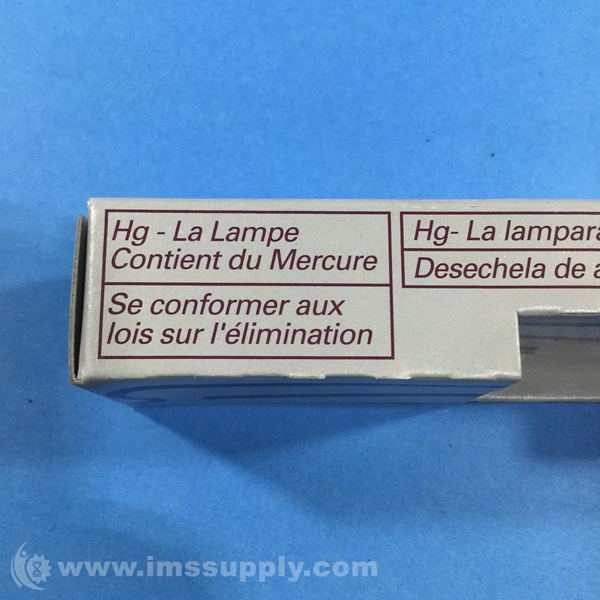 Hg - La Lampe
Contient du Mercure
Se conformer aux
lois sur l'élimination
Hg- La lampara
Desechela de a
www.imssupply.com